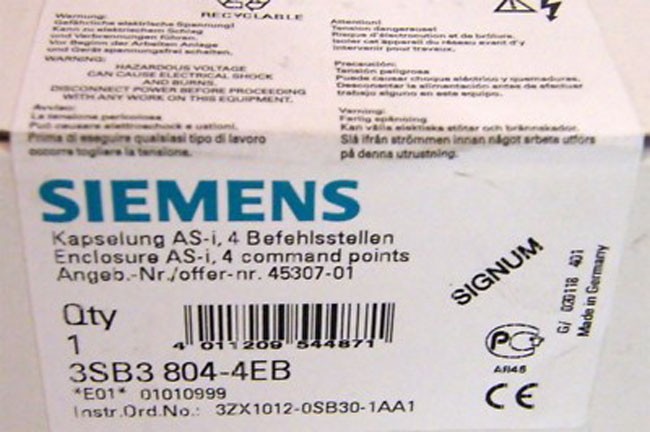 RECYCLABLE
Warnung:
Gefährliche elektrische Spannung!
Kann zu elektrischem Schlag
und Verbrennungen führen.
Vor Beginn der Arbeiten Anlage
und Gerät spannungsfrei schalten.
WARNING:
HAZARDOUS VOLTAGE
CAN CAUSE ELECTRICAL SHOCK
AND BURNS.
DISCONNECT POWER BEFORE PROCEEDING
WITH ANY WORK ON THIS EQUIPMENT.
Avviso:
La tensione pericolosa
Può causare elettroshock e ustioni.
Prima di eseguire qualsiasi tipo di lavoro
occorre togliere la tensione.
Attention!
Tension dangereuse!
Risque d'électrocution et de brûlure.
Isoler cet appareil du réseau avant d'y
intervenir pour travaux.
Precaución:
Tensión peligrosa
Puede causar choque eléctrico y quemaduras.
Desconectar la alimentación antes de efectuar
trabajo alguno en este equipo.
Varning:
Farlig spänning
Kan vålla elektriska stötar och brännskador.
Slå ifrån strömmen innan något arbete utförs
på denna utrustning.
SIEMENS
Kapselung AS-i, 4 Befehlsstellen
Enclosure AS-i, 4 command points
Angeb.-Nr./offer-nr. 45307-01
Qty
1
4 011209 544871
3SB3 804-4EB
*E01* 01010999
Instr.Ord.No.: 3ZX1012-0SB30-1AA1
SIGNUM
G/ 030118 401
Made in Germany
PC
CE